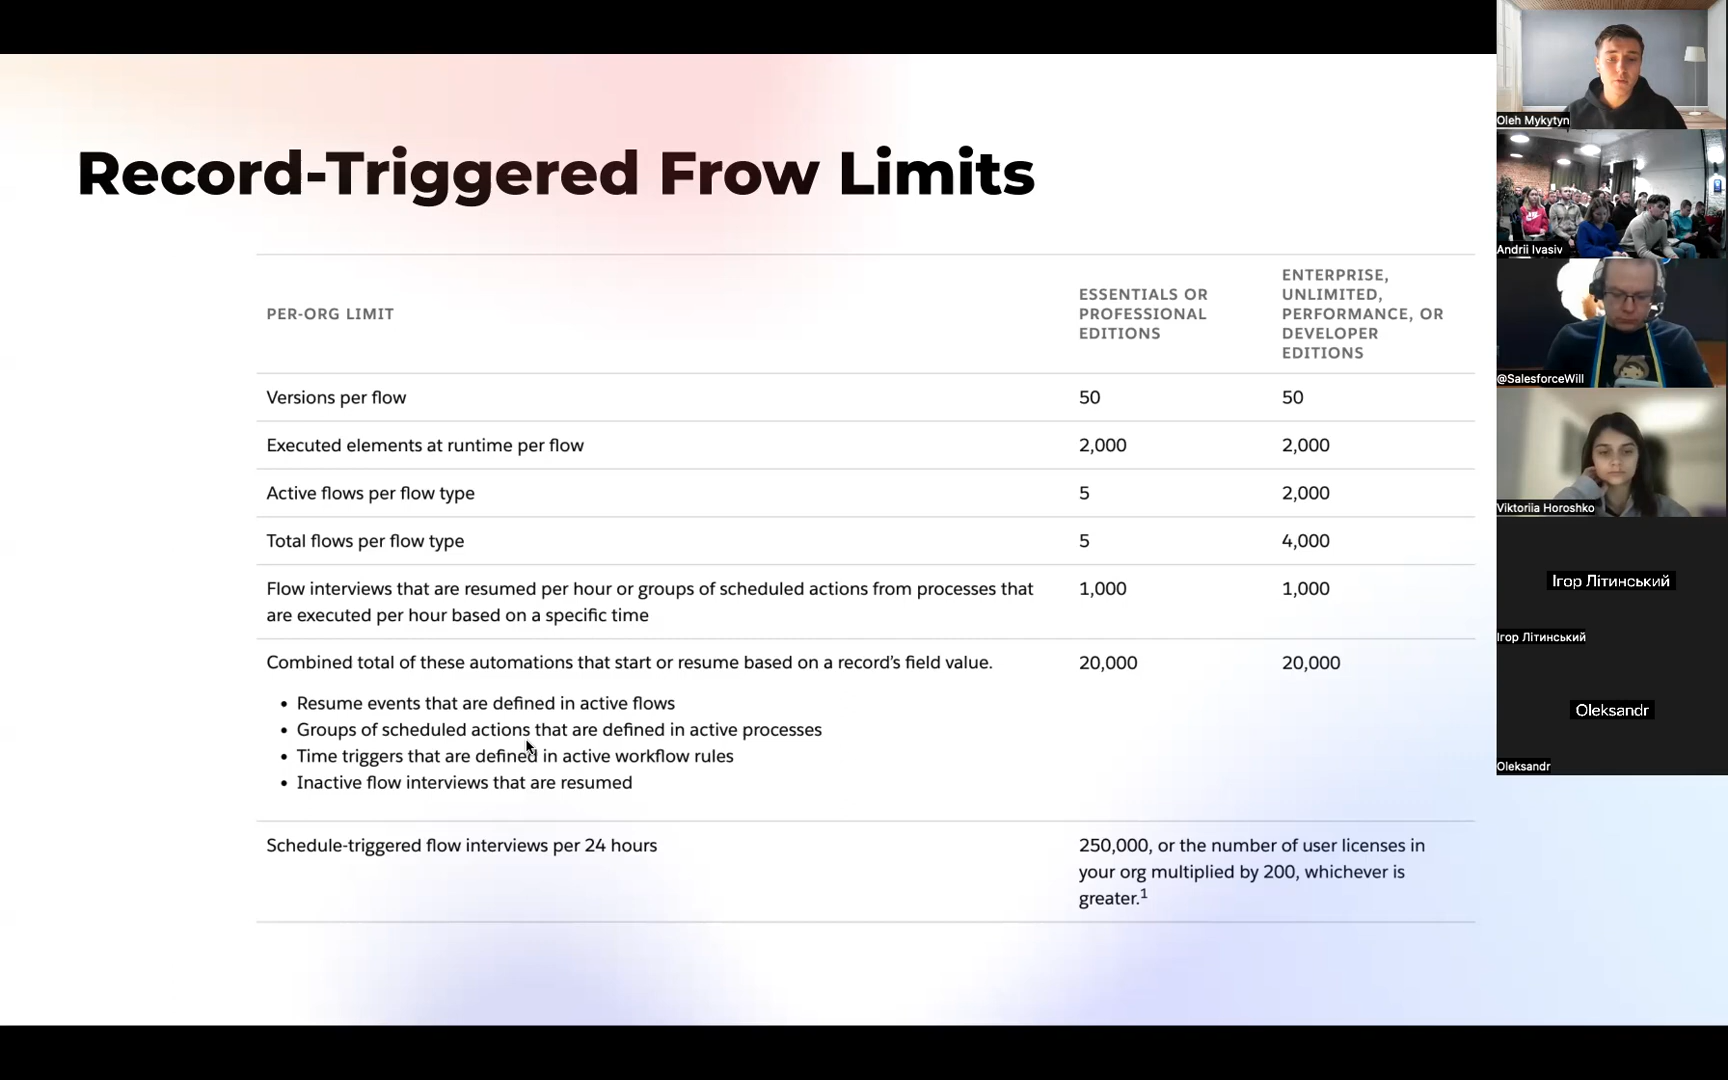 Record-Triggered Frow Limits
PER-ORG LIMIT
ESSENTIALS OR
PROFESSIONAL
EDITIONS
ENTERPRISE,
UNLIMITED,
PERFORMANCE, OR
DEVELOPER
EDITIONS
Versions per flow
50
50
Executed elements at runtime per flow
2,000
2,000
Active flows per flow type
5
2,000
Total flows per flow type
5
4,000
Flow interviews that are resumed per hour or groups of scheduled actions from processes that
are executed per hour based on a specific time
1,000
1,000
Combined total of these automations that start or resume based on a record’s field value.
20,000
20,000
• Resume events that are defined in active flows
• Groups of scheduled actions that are defined in active processes
• Time triggers that are defined in active workflow rules
• Inactive flow interviews that are resumed
Schedule-triggered flow interviews per 24 hours
250,000, or the number of user licenses in
your org multiplied by 200, whichever is
greater.1
Oleh Mykytyn
Andrii Ivasiv
@SalesforceWill
Viktoriia Horoshko
Ігор Літинський
Ігор Літинський
Oleksandr
Oleksandr